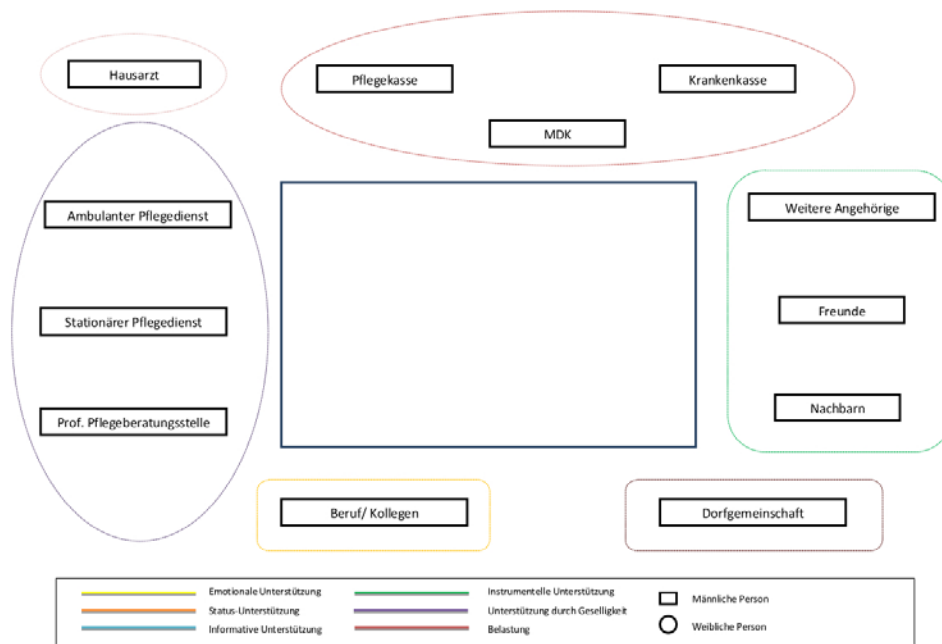 Hausarzt
Pflegekasse
Krankenkasse
MDK
Ambulanter Pflegedienst
Weitere Angehörige
Stationärer Pflegedienst
Freunde
Prof. Pflegeberatungsstelle
Nachbarn
Beruf/ Kollegen
Dorfgemeinschaft
Emotionale Unterstützung
Status-Unterstützung
Informative Unterstützung
Instrumentelle Unterstützung
Unterstützung durch Geselligkeit
Belastung
Männliche Person
Weibliche Person